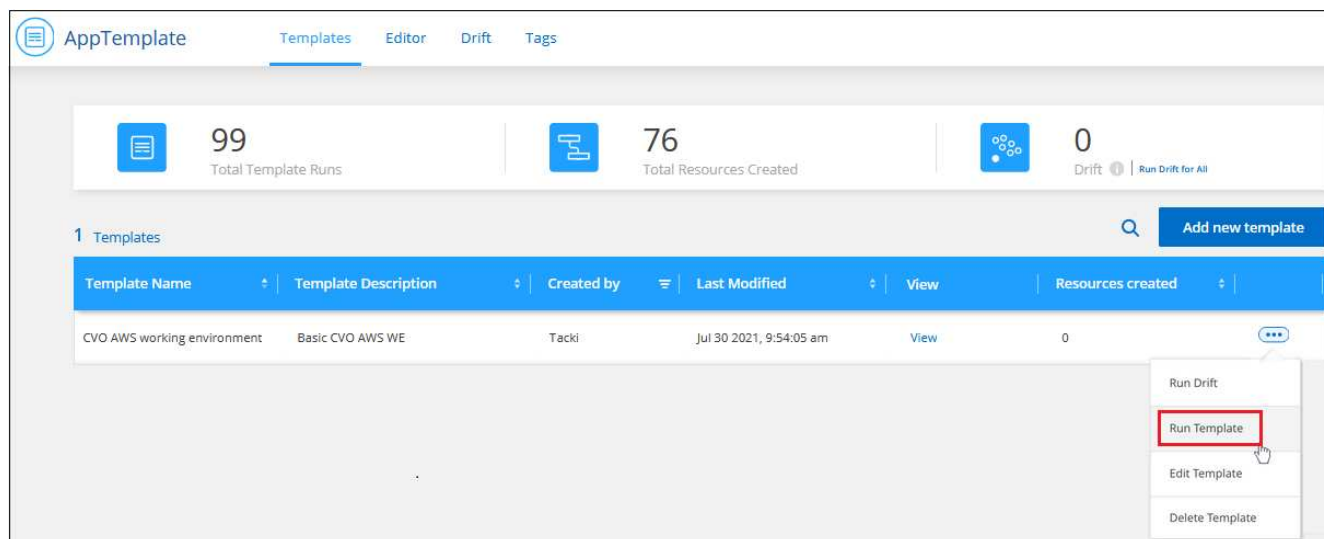 AppTemplate Templates Editor Drift Tags
99 76 0
Total Template Runs Total Resources Created Drift Run Drift for All
1 Templates Add new template
Template Name Template Description Created by Last Modified View Resources created
CVO AWS working environment Basic CVO AWS WE Tacki Jul 30 2021, 9:54:05 am View 0
Run Drift
Run Template
Edit Template
Delete Template